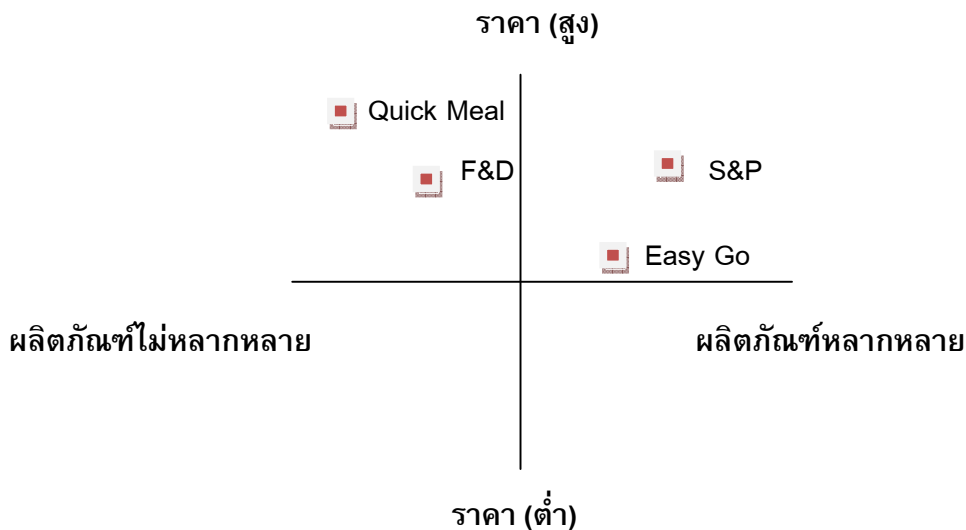 ราคา (สูง)
Quick Meal
F&D
S&P
Easy Go
ผลิตภัณฑ์ไม่หลากหลาย
ผลิตภัณฑ์หลากหลาย
ราคา (ต่ำ)